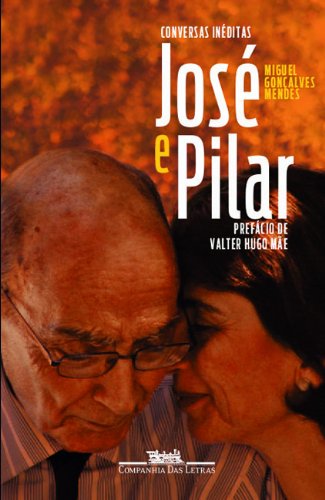 CONVERSAS INÉDITAS
José
e
Pilar
MIGUEL
GONÇALVES
MENDES
PREFÁCIO DE
VALTER HUGO MÃE
COMPANHIA DAS LETRAS